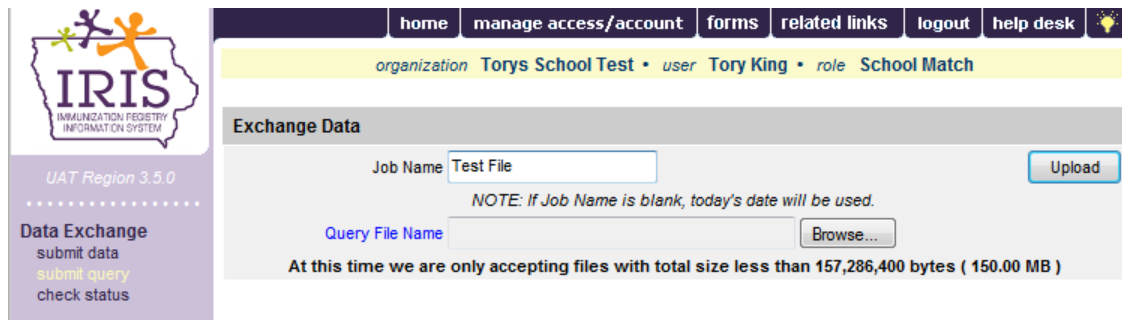 home manage access/account forms related links logout help desk
organization Torys School Test • user Tory King • role School Match
IRIS
IMMUNIZATION REGISTRY
INFORMATION SYSTEM
UAT Region 3.5.0
Data Exchange
submit data
submit query
check status
Exchange Data
Job Name Test File Upload
NOTE: If Job Name is blank, today's date will be used.
Query File Name Browse...
At this time we are only accepting files with total size less than 157,286,400 bytes ( 150.00 MB )